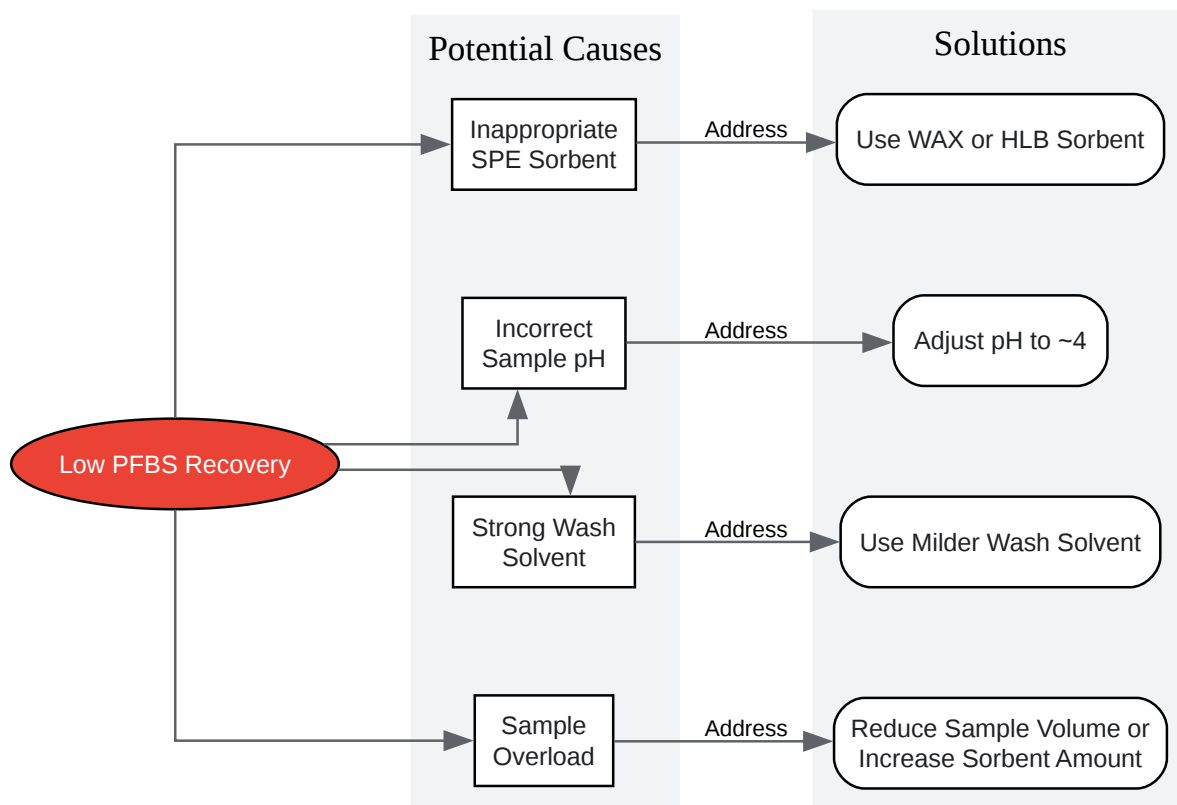 Potential Causes
Solutions
Inappropriate
SPE Sorbent
Address
Use WAX or HLB Sorbent
Incorrect
Sample pH
Address
Adjust pH to ~4
Low PFBS Recovery
Strong Wash
Solvent
Address
Use Milder Wash Solvent
Sample
Overload
Address
Reduce Sample Volume or
Increase Sorbent Amount